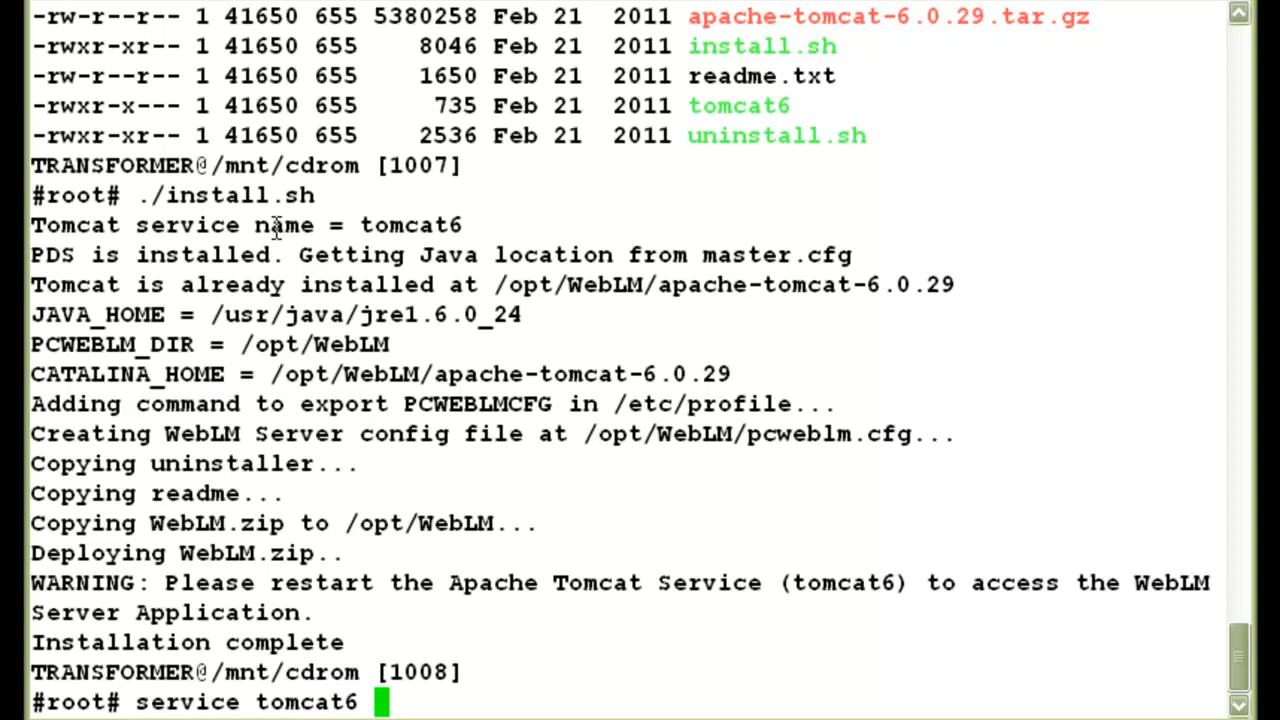 -rw-r--r-- 1 41650 655 5380258 Feb 21  2011 apache-tomcat-6.0.29.tar.gz
-rwxr-xr-- 1 41650 655    8046 Feb 21  2011 install.sh
-rw-r--r-- 1 41650 655    1650 Feb 21  2011 readme.txt
-rwxr-x--- 1 41650 655     735 Feb 21  2011 tomcat6
-rwxr-xr-- 1 41650 655    2536 Feb 21  2011 uninstall.sh
TRANSFORMER@/mnt/cdrom [1007]
#root# ./install.sh
Tomcat service name = tomcat6
PDS is installed. Getting Java location from master.cfg
Tomcat is already installed at /opt/WebLM/apache-tomcat-6.0.29
JAVA_HOME = /usr/java/jre1.6.0_24
PCWEBLM_DIR = /opt/WebLM
CATALINA_HOME = /opt/WebLM/apache-tomcat-6.0.29
Adding command to export PCWEBLMCFG in /etc/profile...
Creating WebLM Server config file at /opt/WebLM/pcweblm.cfg...
Copying uninstaller...
Copying readme...
Copying WebLM.zip to /opt/WebLM...
Deploying WebLM.zip..
WARNING: Please restart the Apache Tomcat Service (tomcat6) to access the WebLM
Server Application.
Installation complete
TRANSFORMER@/mnt/cdrom [1008]
#root# service tomcat6